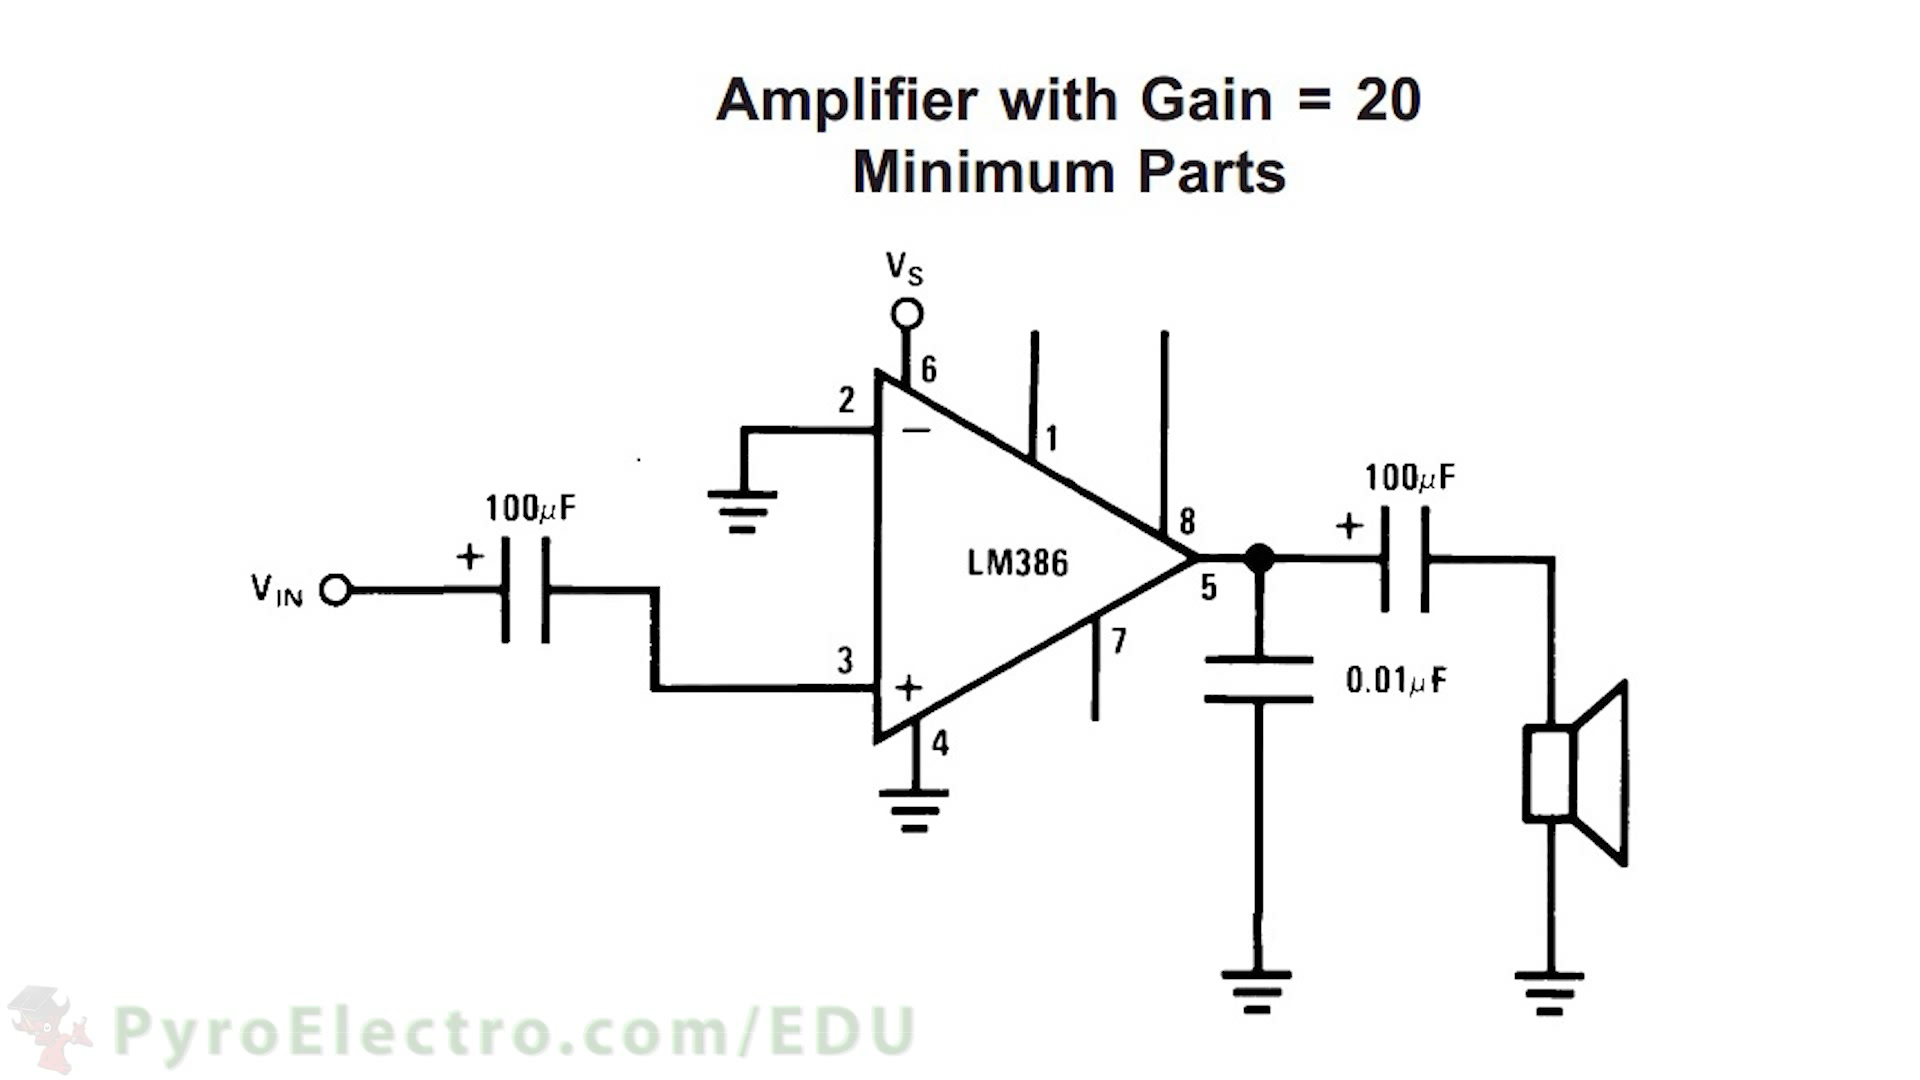 Amplifier with Gain = 20
Minimum Parts
VS
6
2
−
1
100μF
100μF
+
8
+
LM386
VIN
5
7
3
0.01μF
+
4
PyroElectro.com/EDU